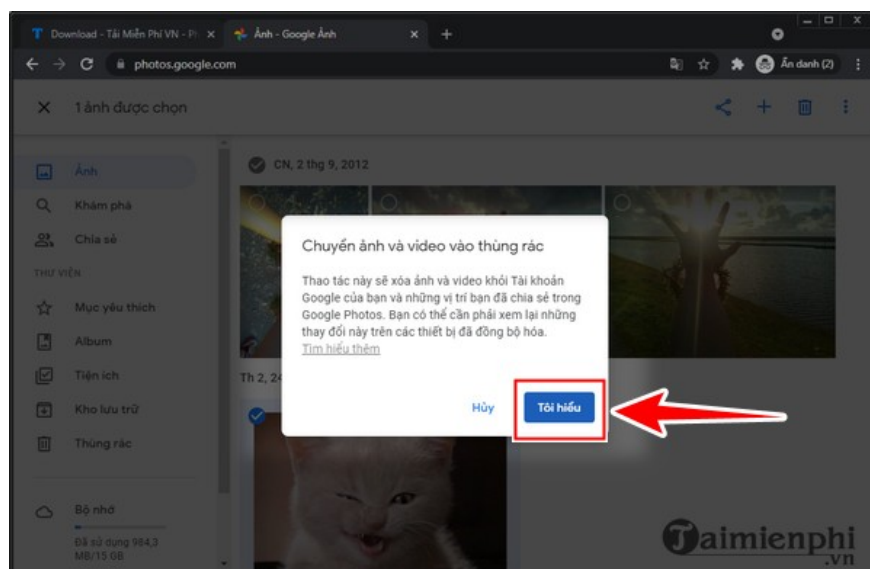 Download - Tải Miễn Phí VN - Ph
Ảnh - Google Ảnh
photos.google.com
Ẩn danh (2)
1 ảnh được chọn
Ảnh
Khám phá
Chia sẻ
THƯ VIỆN
Mục yêu thích
Album
Tiện ích
Kho lưu trữ
Thùng rác
Bộ nhớ
Đã sử dụng 984,3
MB/15 GB
CN, 2 thg 9, 2012
Chuyển ảnh và video vào thùng rác
Thao tác này sẽ xóa ảnh và video khỏi Tài khoản
Google của bạn và những vị trí bạn đã chia sẻ trong
Google Photos. Bạn có thể cần phải xem lại những
thay đổi này trên các thiết bị đã đồng bộ hóa.
Tìm hiểu thêm
Hủy
Tôi hiểu
Th 2, 24
Taimienphi
.vn